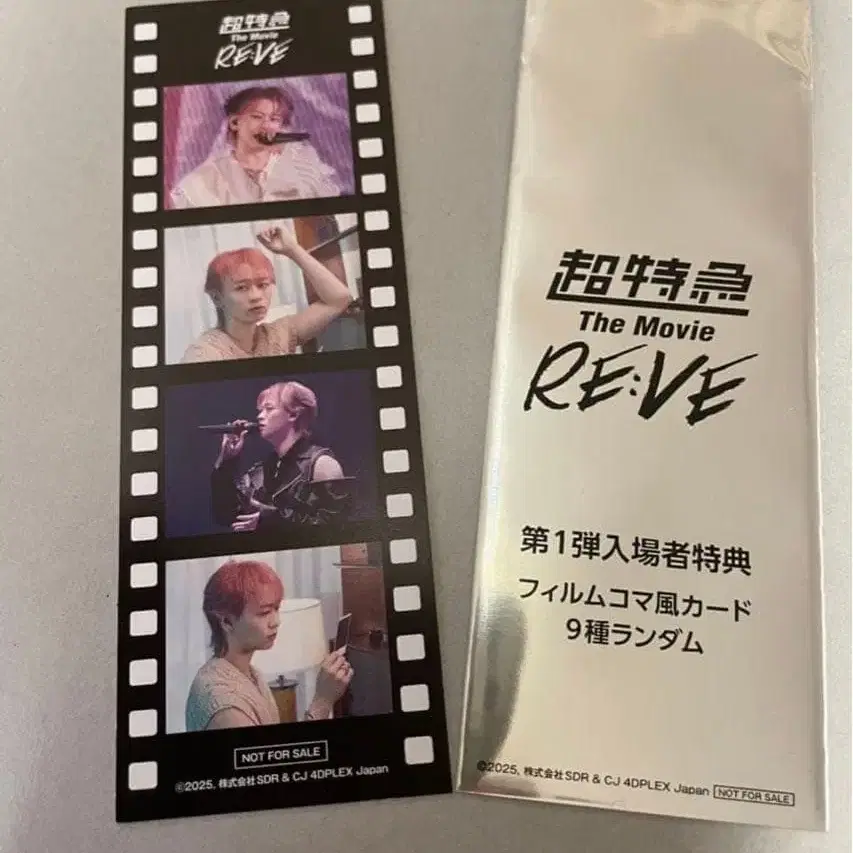 超特急
The Movie
RE:VE
NOT FOR SALE
©2025, 株式会社SDR & CJ 4DPLEX Japan
超特急
The Movie
RE:VE
第1弾入場者特典
フィルムコマ風カード
9種ランダム
©2025, 株式会社SDR & CJ 4DPLEX Japan NOT FOR SALE